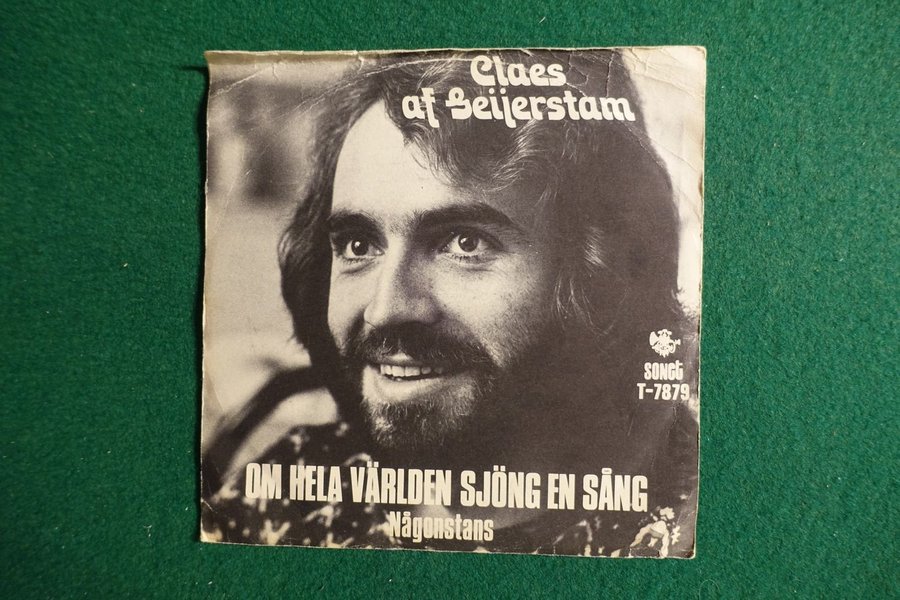 Claes
af Geijerstam
sonet
T-7879
OM HELA VÄRLDEN SJÖNG EN SÅNG
Någonstans